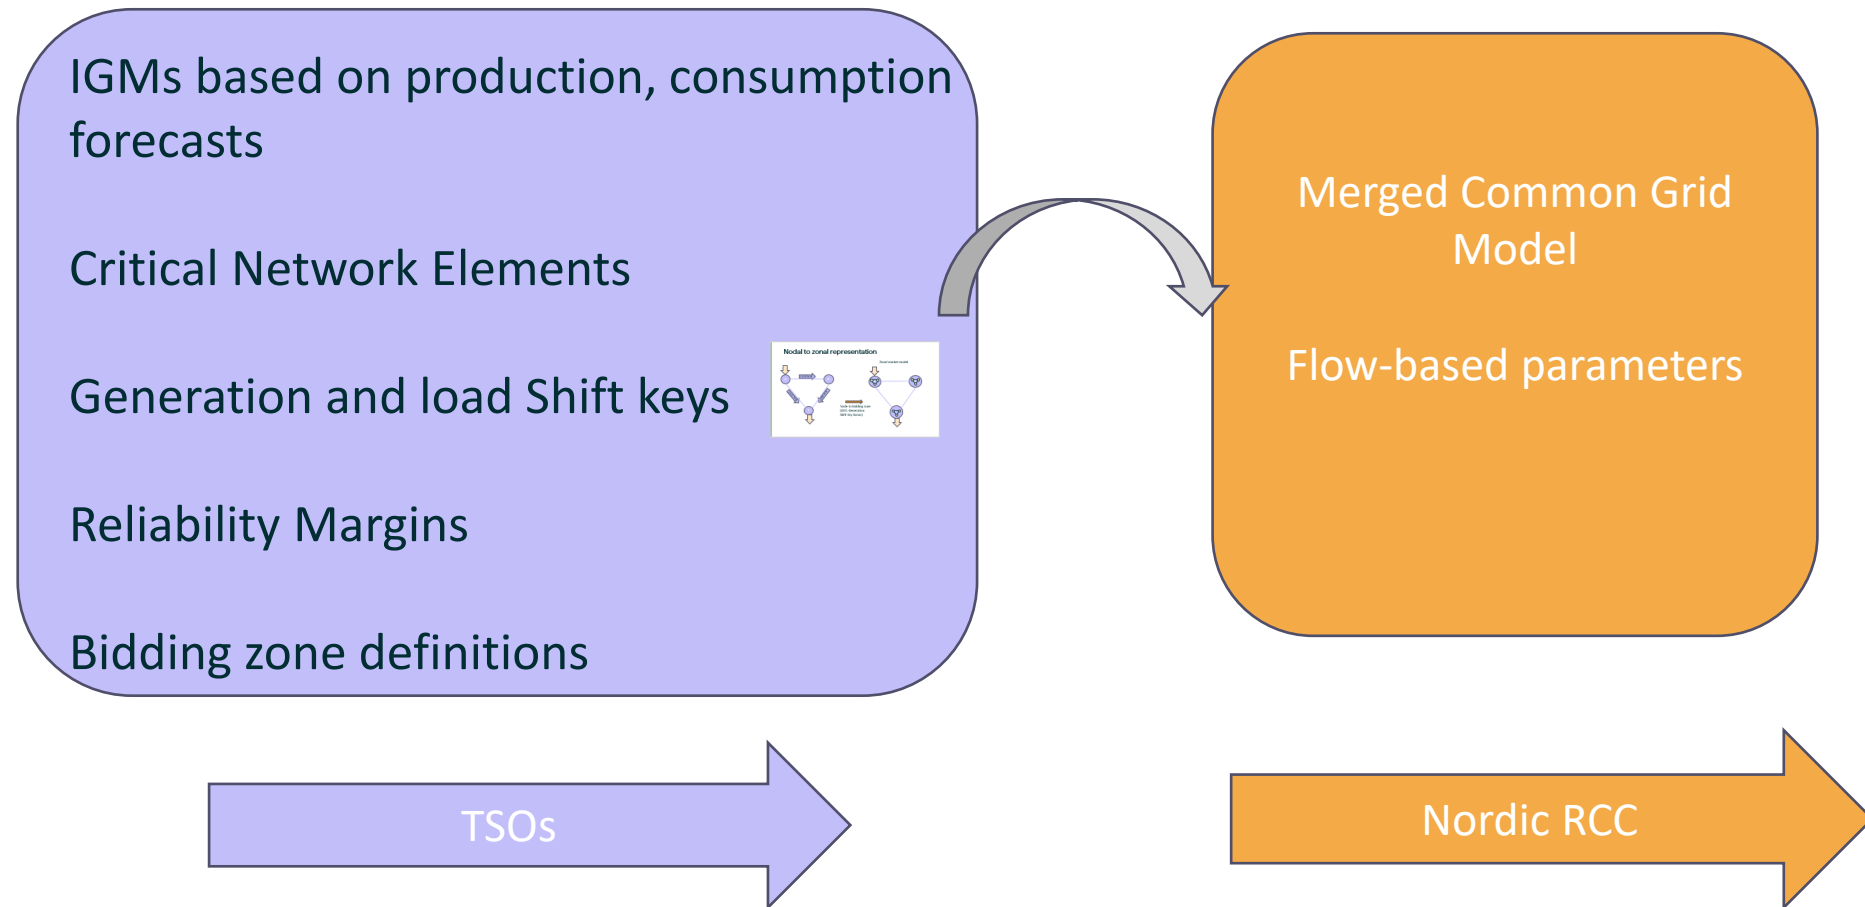 IGMs based on production, consumption
forecasts
Critical Network Elements
Generation and load Shift keys
Nodal to zonal representation
Reliability Margins
Bidding zone definitions
Merged Common Grid
Model
Flow-based parameters
TSOs
Nordic RCC